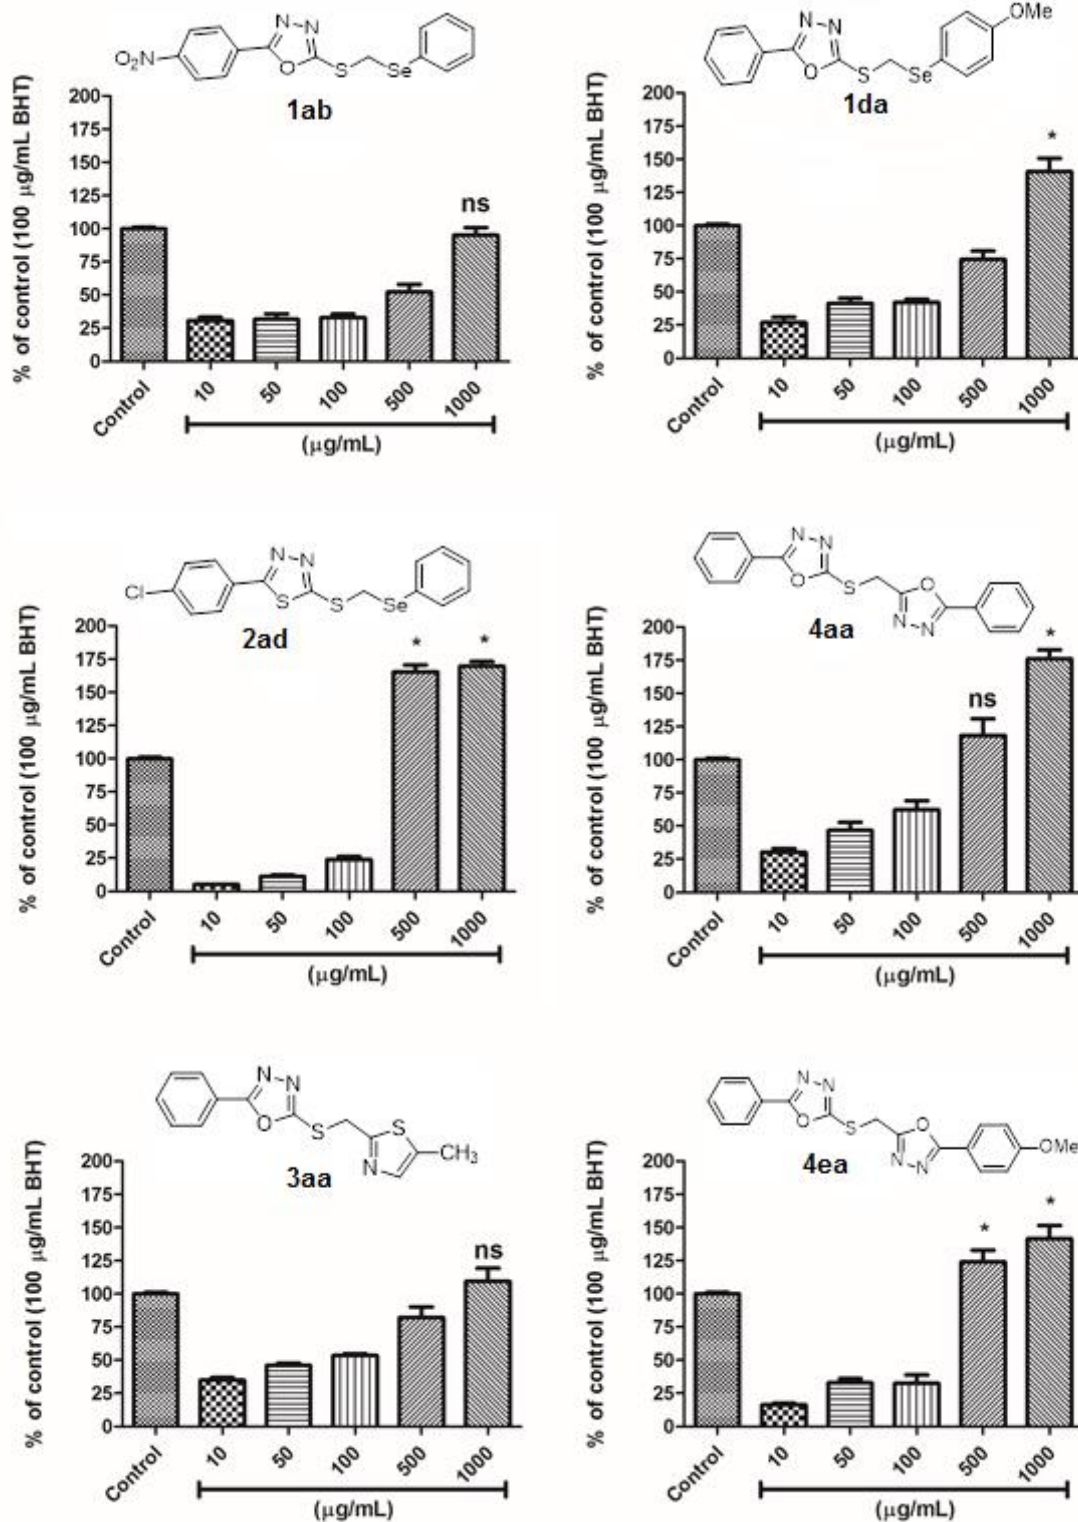 N N
O₂N O S Se
1ab
% of control (100 µg/mL BHT)
200
175
150
125
100
75
50
25
0
ns
Control 10 50 100 500 1000
(µg/mL)
OMe
N N
O S Se
1da
% of control (100 µg/mL BHT)
200
175
150
125
100
75
50
25
0
*
Control 10 50 100 500 1000
(µg/mL)
N N
Cl S S Se
2ad
% of control (100 µg/mL BHT)
200
175
150
125
100
75
50
25
0
* *
Control 10 50 100 500 1000
(µg/mL)
N N
O S O
N N
4aa
% of control (100 µg/mL BHT)
200
175
150
125
100
75
50
25
0
ns *
Control 10 50 100 500 1000
(µg/mL)
N N
O S S
N CH₃
3aa
% of control (100 µg/mL BHT)
200
175
150
125
100
75
50
25
0
ns
Control 10 50 100 500 1000
(µg/mL)
N N
O S O
N N OMe
4ea
% of control (100 µg/mL BHT)
200
175
150
125
100
75
50
25
0
* *
Control 10 50 100 500 1000
(µg/mL)